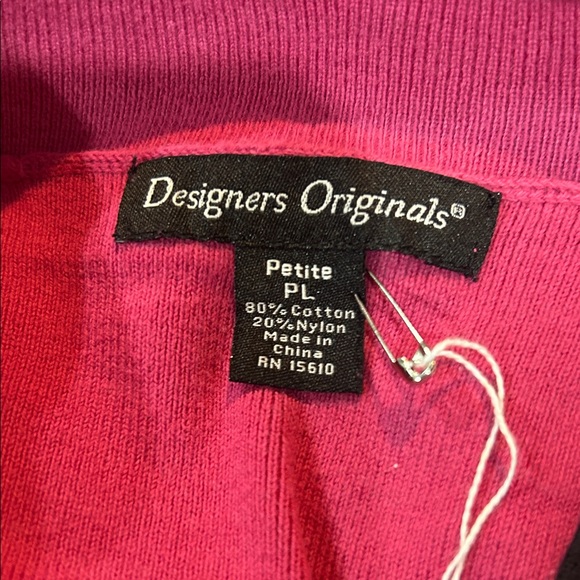 Designers Originals®
Petite
PL
80% Cotton
20% Nylon
Made in
China
RN 15610